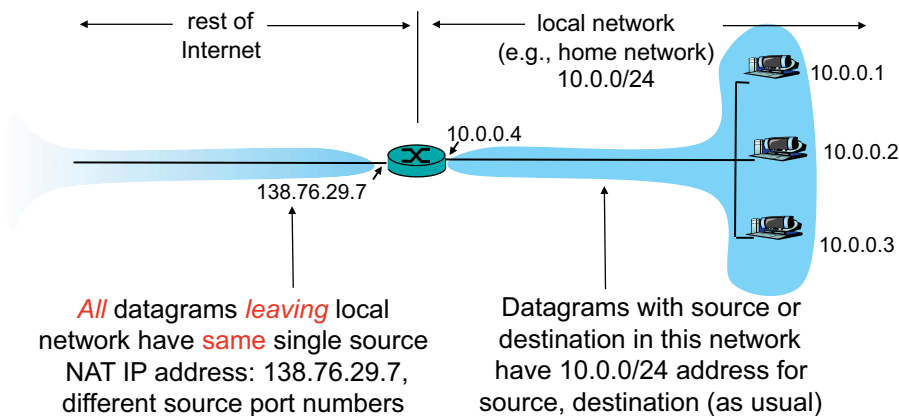 rest of
Internet
local network
(e.g., home network)
10.0.0/24
10.0.0.1
10.0.0.4
10.0.0.2
138.76.29.7
10.0.0.3
All datagrams leaving local
network have same single source
NAT IP address: 138.76.29.7,
different source port numbers
Datagrams with source or
destination in this network
have 10.0.0/24 address for
source, destination (as usual)